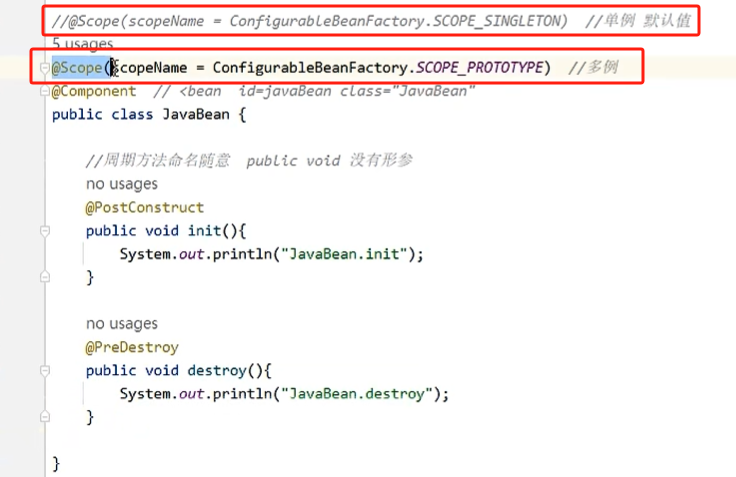 //@Scope(scopeName = ConfigurableBeanFactory.SCOPE_SINGLETON)  //单例 默认值
5 usages
@Scope(scopeName = ConfigurableBeanFactory.SCOPE_PROTOTYPE)  //多例
@Component  // <bean  id=javaBean class="JavaBean"
public class JavaBean {
//周期方法命名随意  public void 没有形参
no usages
@PostConstruct
public void init(){
System.out.println("JavaBean.init");
}
no usages
@PreDestroy
public void destroy(){
System.out.println("JavaBean.destroy");
}
}